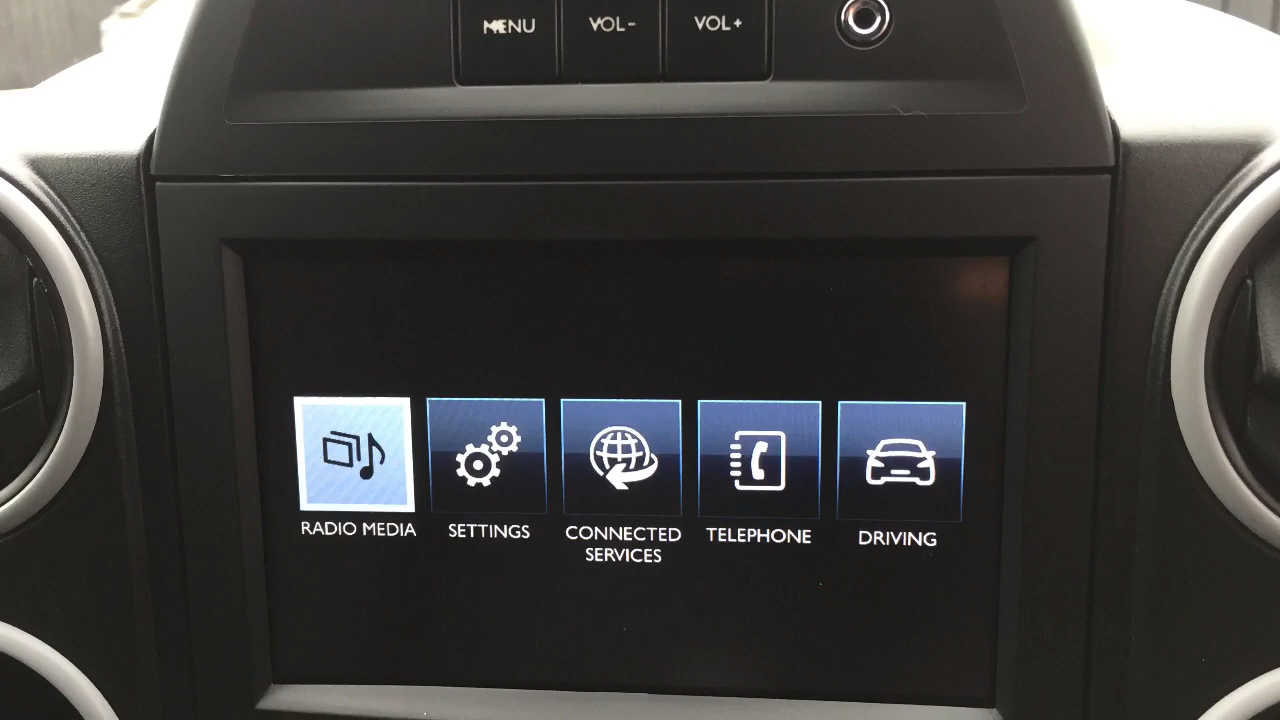 MENU VOL- VOL+
RADIO MEDIA SETTINGS CONNECTED SERVICES TELEPHONE DRIVING